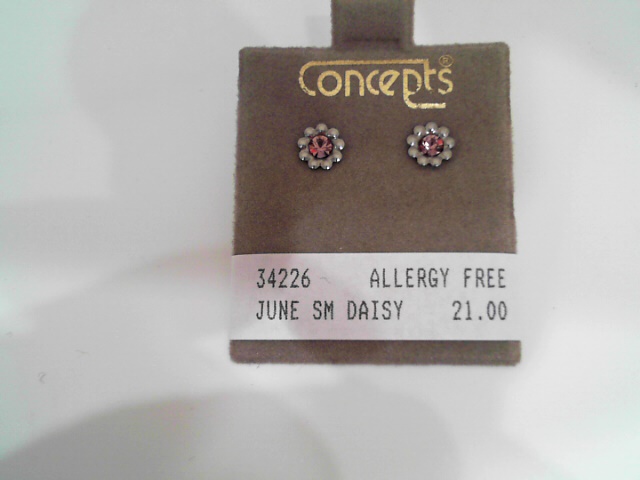 Concepts®
34226 ALLERGY FREE
JUNE SM DAISY 21.00